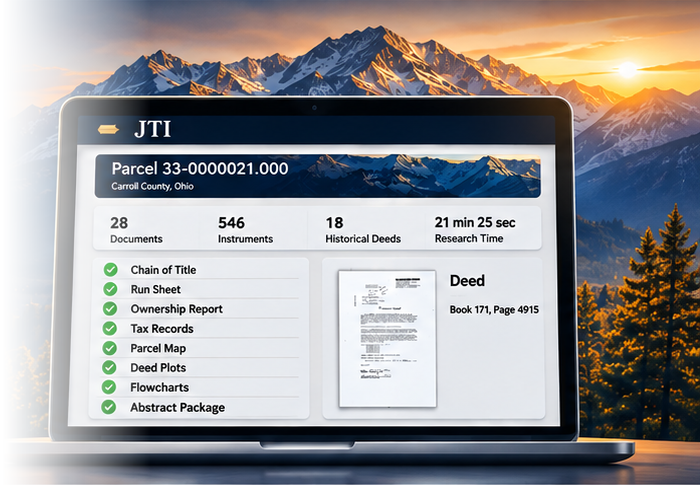 JTI
Parcel 33-0000021.000
Carroll County, Ohio
28
Documents
546
Instruments
18
Historical Deeds
21 min 25 sec
Research Time
Chain of Title
Run Sheet
Ownership Report
Tax Records
Parcel Map
Deed Plots
Flowcharts
Abstract Package
Deed
Book 171, Page 4915